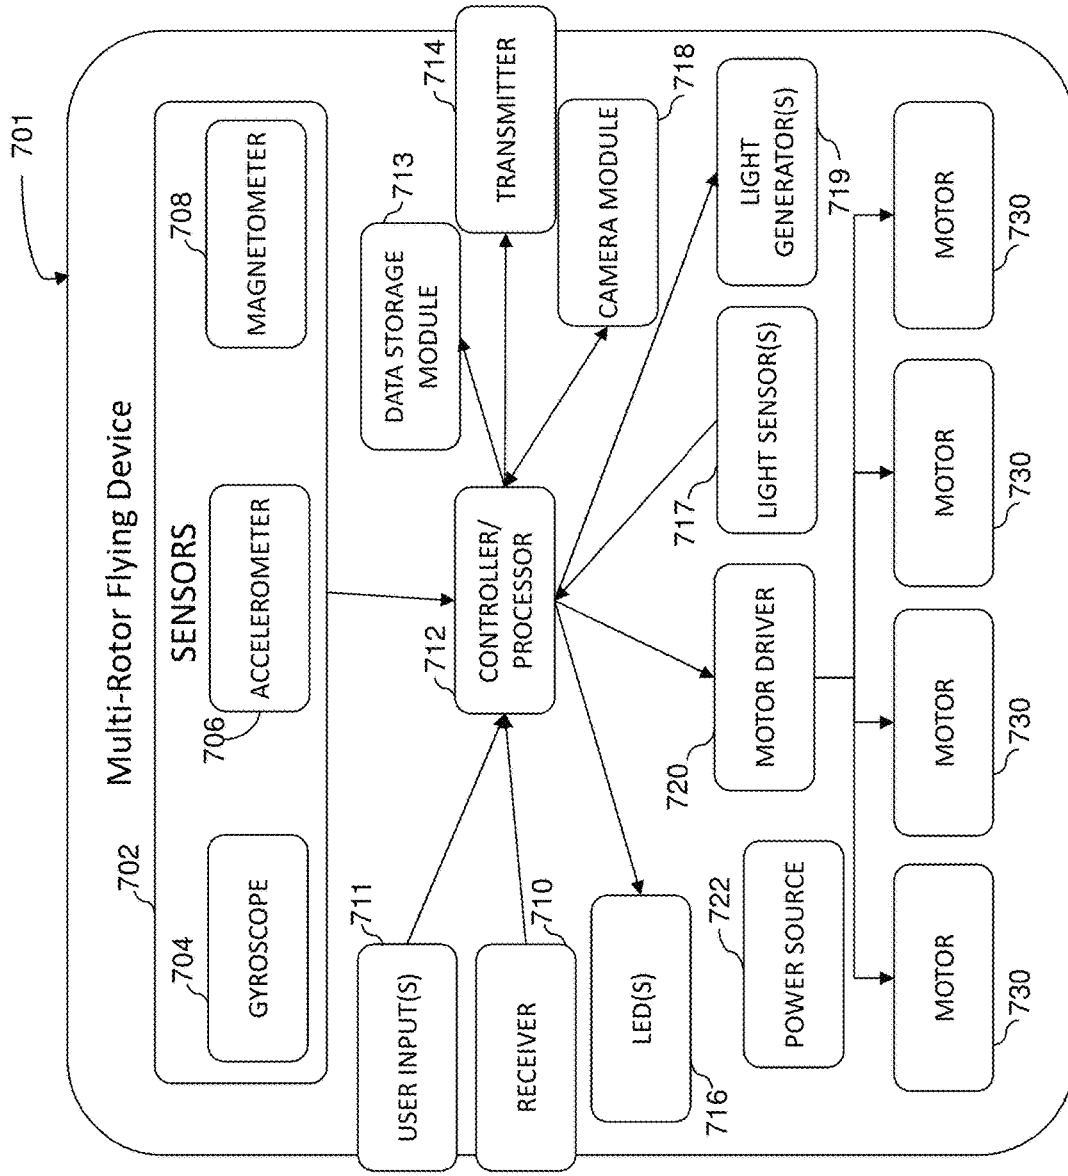 701
Multi-Rotor Flying Device
702
SENSORS
704
GYROSCOPE
706
ACCELEROMETER
708
MAGNETOMETER
711
USER INPUT(S)
710
RECEIVER
712
CONTROLLER/
PROCESSOR
713
DATA STORAGE
MODULE
714
TRANSMITTER
718
CAMERA MODULE
716
LED(S)
722
POWER SOURCE
720
MOTOR DRIVER
717
LIGHT SENSOR(S)
719
LIGHT
GENERATOR(S)
MOTOR
730
MOTOR
730
MOTOR
730
MOTOR
730